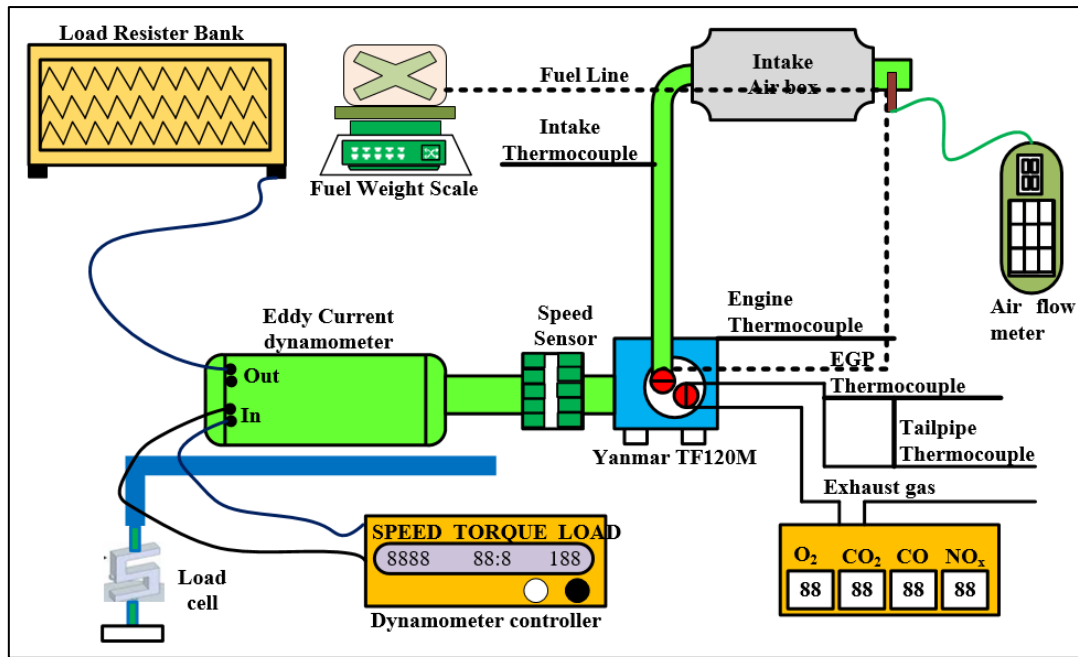 Load Resister Bank
Fuel Line
Intake
Air box
Intake
Thermocouple
Fuel Weight Scale
Air flow
meter
Engine
Thermocouple
Eddy Current
dynamometer
Speed
Sensor
Out
In
EGP
Thermocouple
Tailpipe
Thermocouple
Yanmar TF120M
Exhaust gas
SPEED TORQUE LOAD
8888 88:8 188
Dynamometer controller
Load
cell
O₂ CO₂ CO NOₓ
88 88 88 88